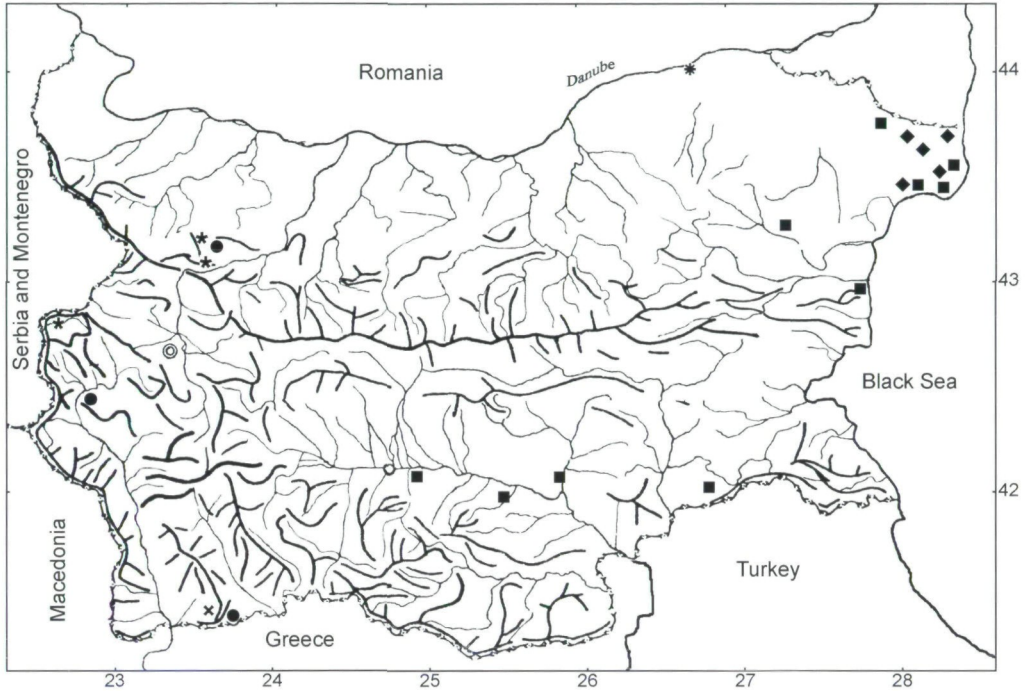 Romania
Danube
44
Serbia and Montenegro
43
Black Sea
42
Macedonia
Turkey
Greece
23 24 25 26 27 28